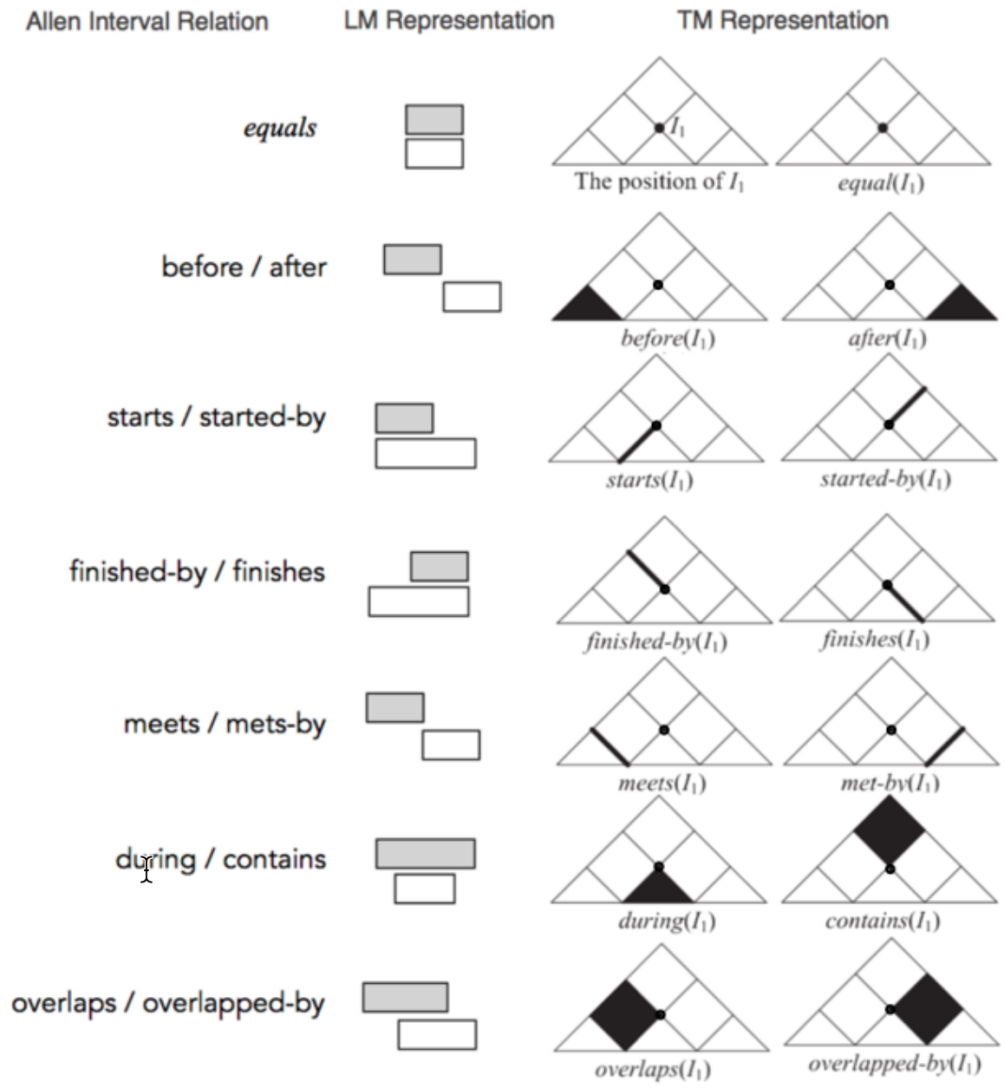 Allen Interval Relation LM Representation TM Representation
equals
I₁
The position of I₁ equal(I₁)
before / after
before(I₁) after(I₁)
starts / started-by
starts(I₁) started-by(I₁)
finished-by / finishes
finished-by(I₁) finishes(I₁)
meets / mets-by
meets(I₁) met-by(I₁)
during / contains
during(I₁) contains(I₁)
overlaps / overlapped-by
overlaps(I₁) overlapped-by(I₁)